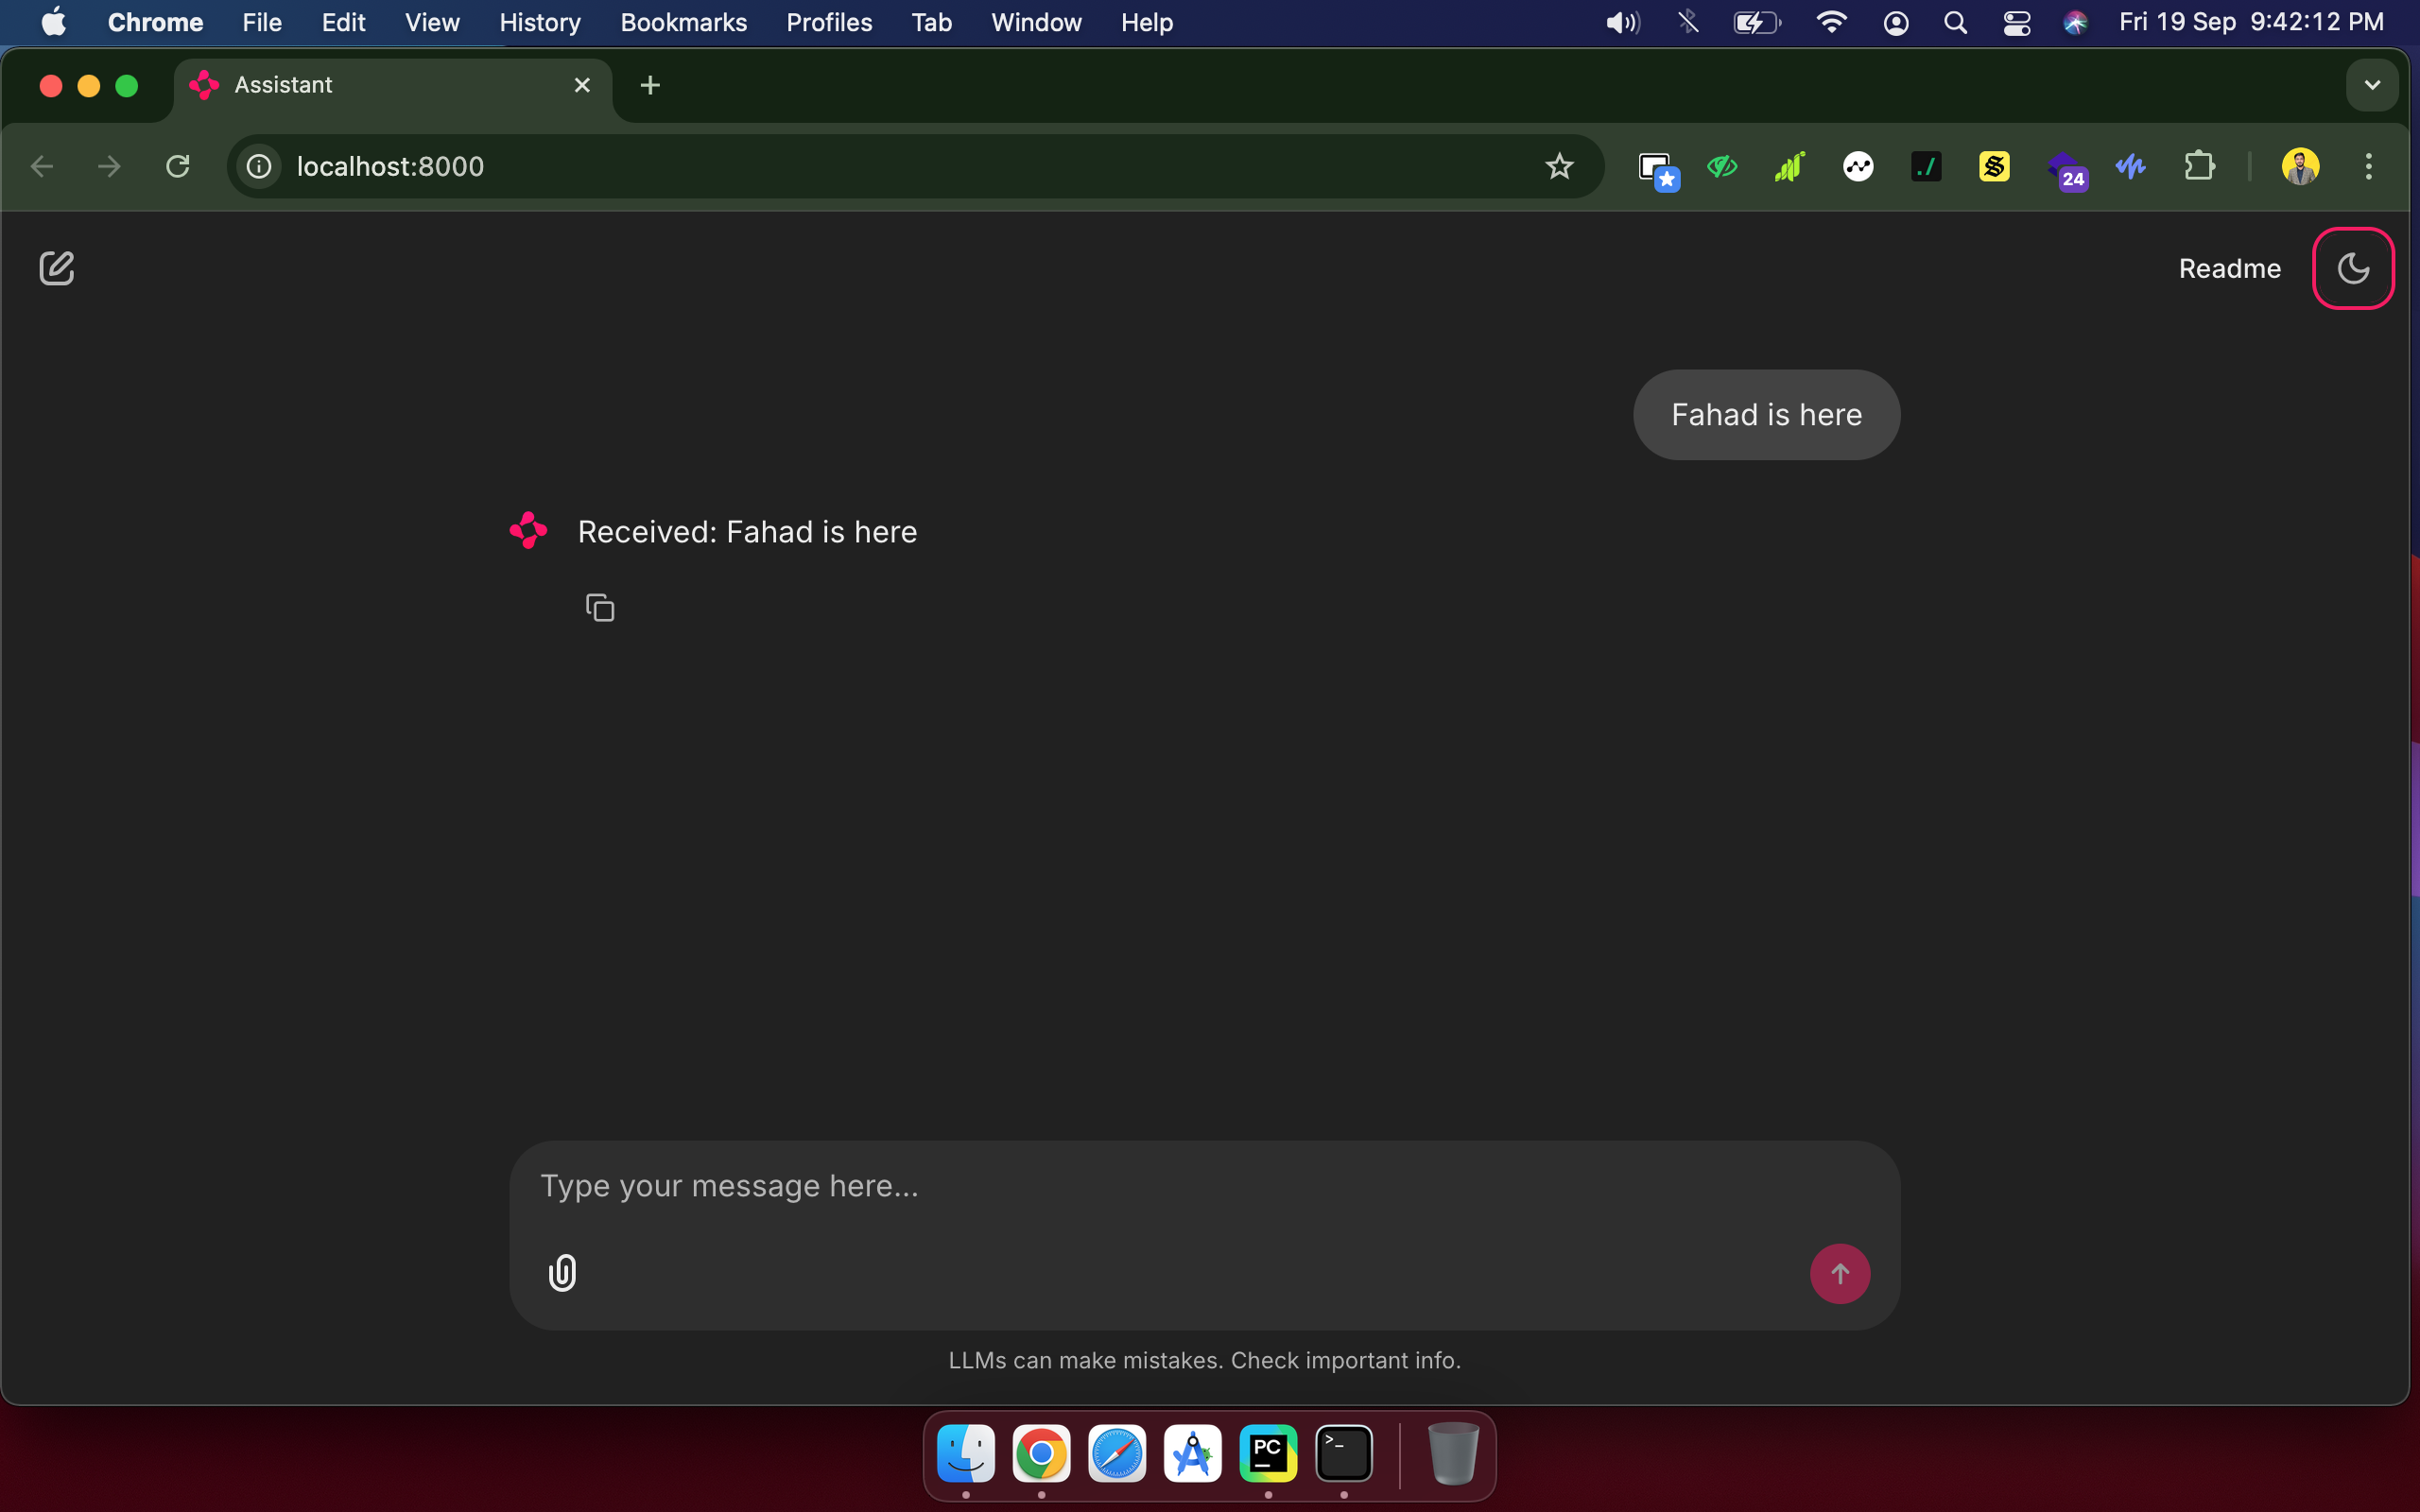 Chrome File Edit View History Bookmarks Profiles Tab Window Help Fri 19 Sep 9:42:12 PM
Assistant
localhost:8000
24
Readme
Fahad is here
Received: Fahad is here
Type your message here...
LLMs can make mistakes. Check important info.
PC
>_